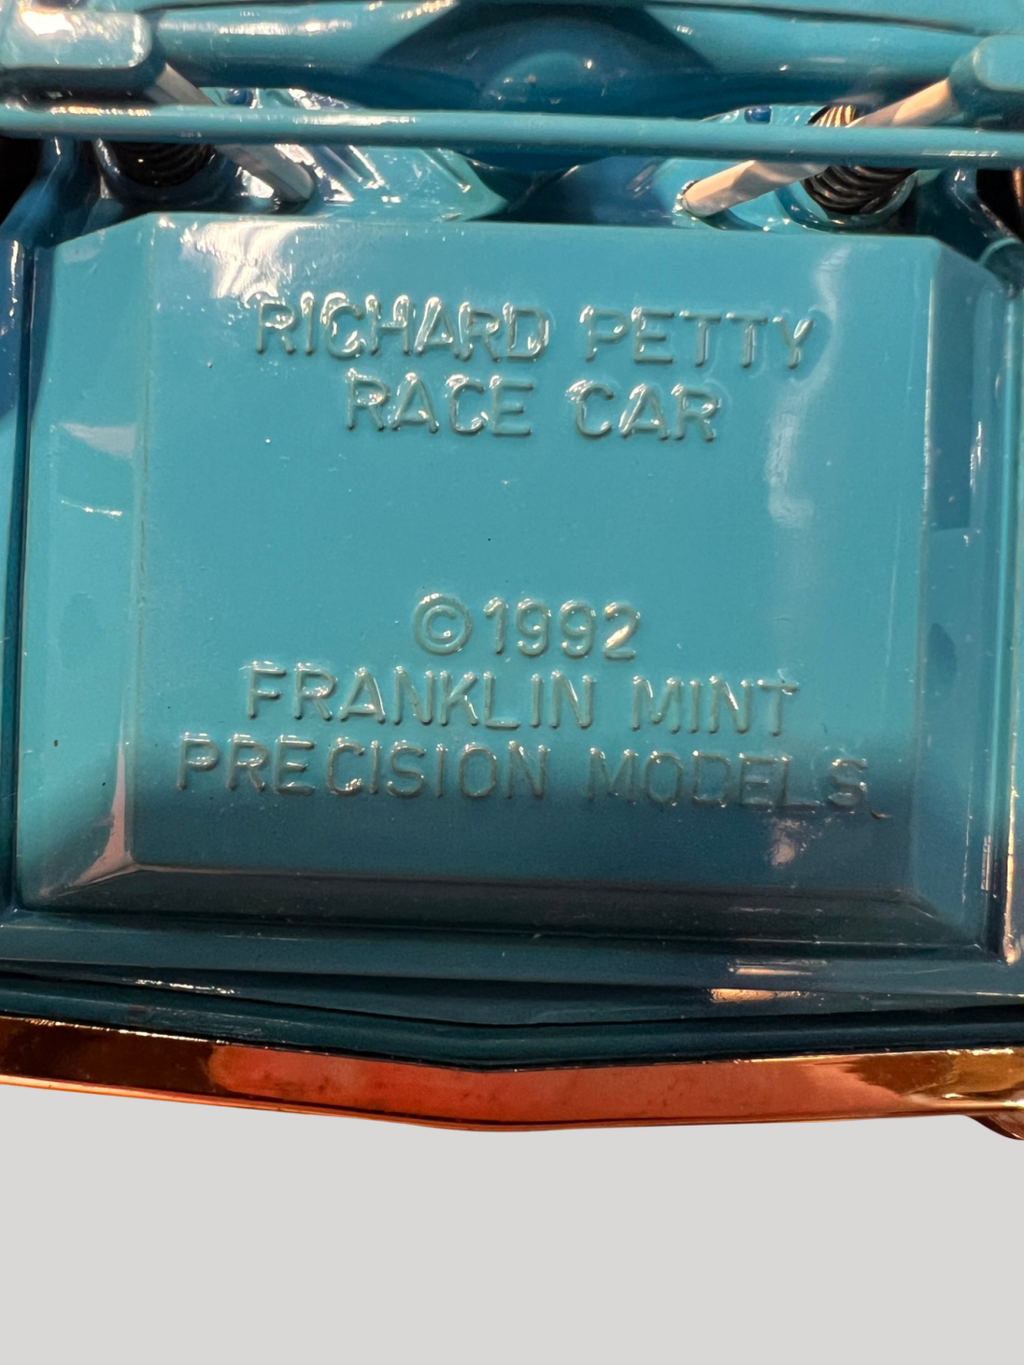 RICHARD PETTY
RACE CAR
©1992
FRANKLIN MINT
PRECISION MODELS